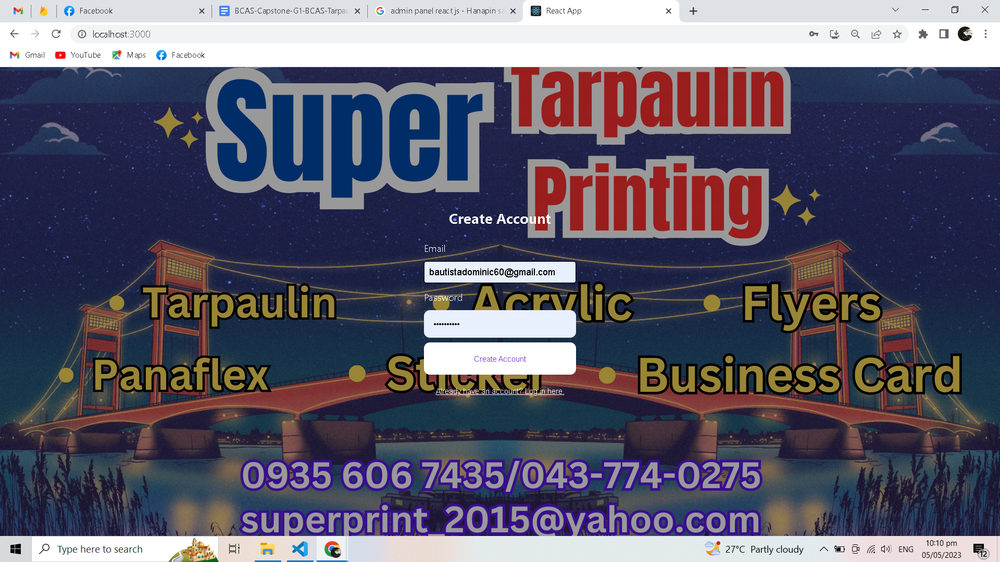 Facebook
BCAS-Capstone-G1-BCAS-Tarpau
admin panel react js - Hanapin sa
React App
localhost:3000
Gmail
YouTube
Maps
Facebook
Super
Tarpaulin
Printing
Create Account
Email
bautistadominic60@gmail.com
Password
••••••••••
Create Account
Already have an account? Log in here.
• Tarpaulin
• Acrylic
• Flyers
• Panaflex
• Sticker
• Business Card
0935 606 7435/043-774-0275
superprint_2015@yahoo.com
Type here to search
27°C Partly cloudy
ENG
10:10 pm
05/05/2023
12